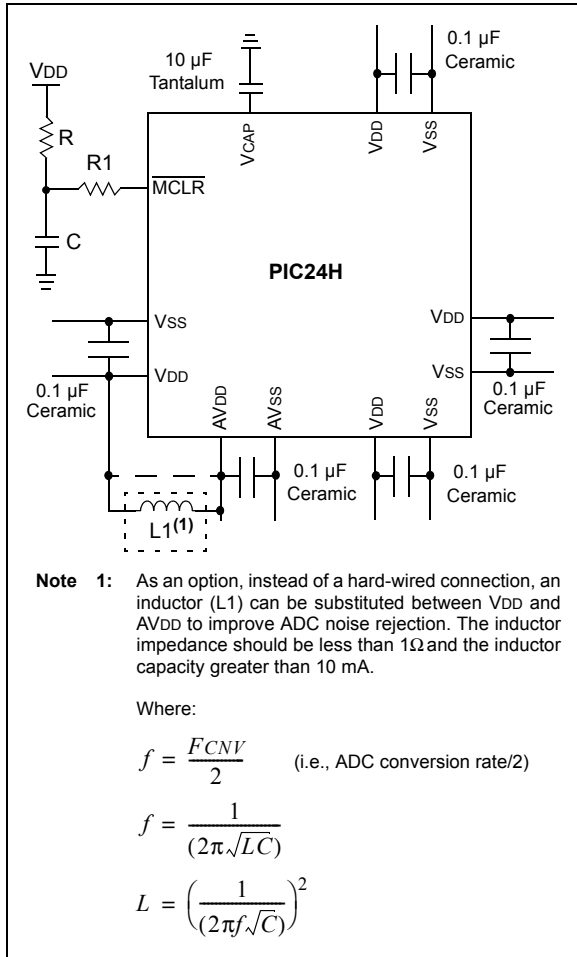 10 µF
Tantalum
0.1 µF
Ceramic
VDD
R
R1
C
VCAP
VDD
VSS
MCLR
PIC24H
VSS
VDD
VDD
VSS
0.1 µF
Ceramic
0.1 µF
Ceramic
AVDD
AVSS
VDD
VSS
0.1 µF
Ceramic
0.1 µF
Ceramic
L1(1)
Note 1: As an option, instead of a hard-wired connection, an
inductor (L1) can be substituted between VDD and
AVDD to improve ADC noise rejection. The inductor
impedance should be less than 1Ω and the inductor
capacity greater than 10 mA.
Where:
f = FCNV / 2 (i.e., ADC conversion rate/2)
f = 1 / (2π√LC)
L = (1 / (2πf√C))²